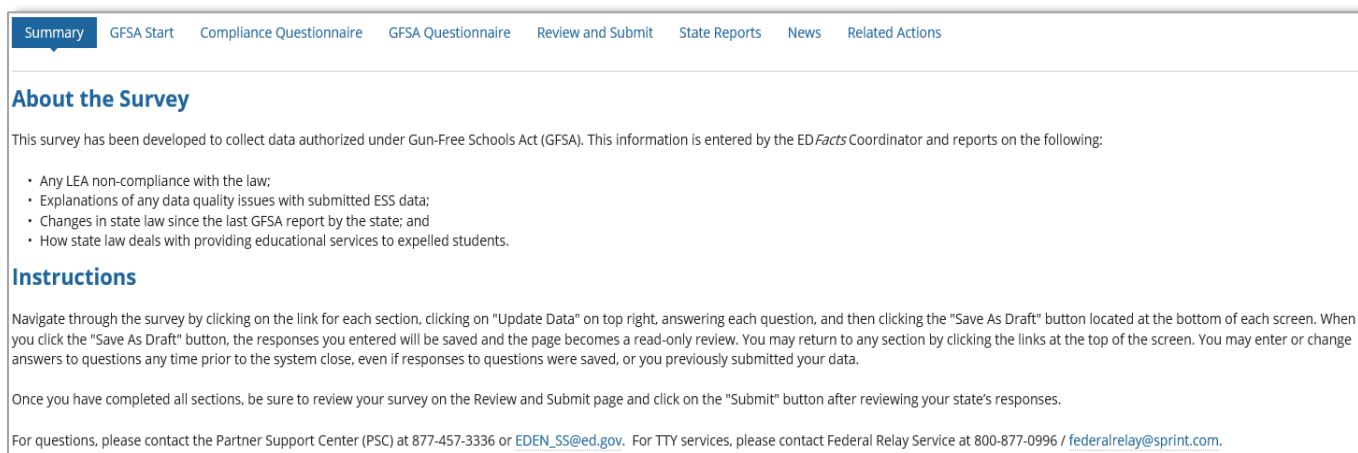 Summary GFSA Start Compliance Questionnaire GFSA Questionnaire Review and Submit State Reports News Related Actions
About the Survey
This survey has been developed to collect data authorized under Gun-Free Schools Act (GFSA). This information is entered by the EDFacts Coordinator and reports on the following:
• Any LEA non-compliance with the law;
• Explanations of any data quality issues with submitted ESS data;
• Changes in state law since the last GFSA report by the state; and
• How state law deals with providing educational services to expelled students.
Instructions
Navigate through the survey by clicking on the link for each section, clicking on "Update Data" on top right, answering each question, and then clicking the "Save As Draft" button located at the bottom of each screen. When
you click the "Save As Draft" button, the responses you entered will be saved and the page becomes a read-only review. You may return to any section by clicking the links at the top of the screen. You may enter or change
answers to questions any time prior to the system close, even if responses to questions were saved, or you previously submitted your data.
Once you have completed all sections, be sure to review your survey on the Review and Submit page and click on the "Submit" button after reviewing your state's responses.
For questions, please contact the Partner Support Center (PSC) at 877-457-3336 or EDEN_SS@ed.gov. For TTY services, please contact Federal Relay Service at 800-877-0996 / federalrelay@sprint.com.